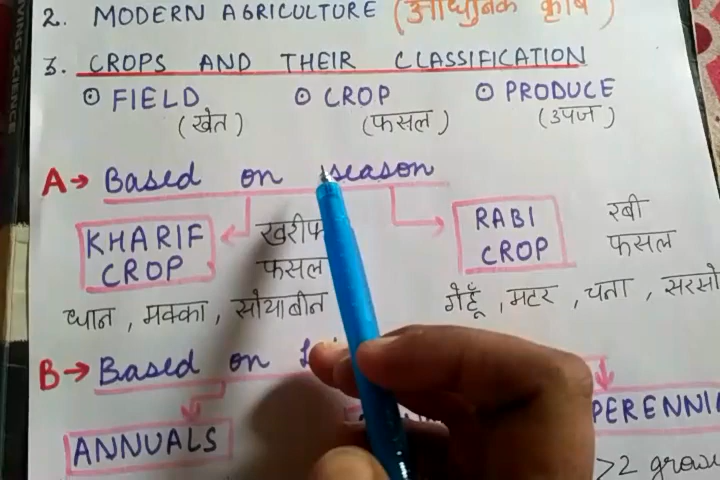 2. MODERN AGRICULTURE (आधुनिक कृषि)
3. CROPS AND THEIR CLASSIFICATION
⊙ FIELD ⊙ CROP ⊙ PRODUCE
(खेत) (फसल) (उपज)
A→ Based on season
KHARIF CROP खरीफ फसल
RABI CROP रबी फसल
धान, मक्का, सोयाबीन
गेहूँ, मटर, चना, सरसो
B→ Based on
ANNUALS
>2